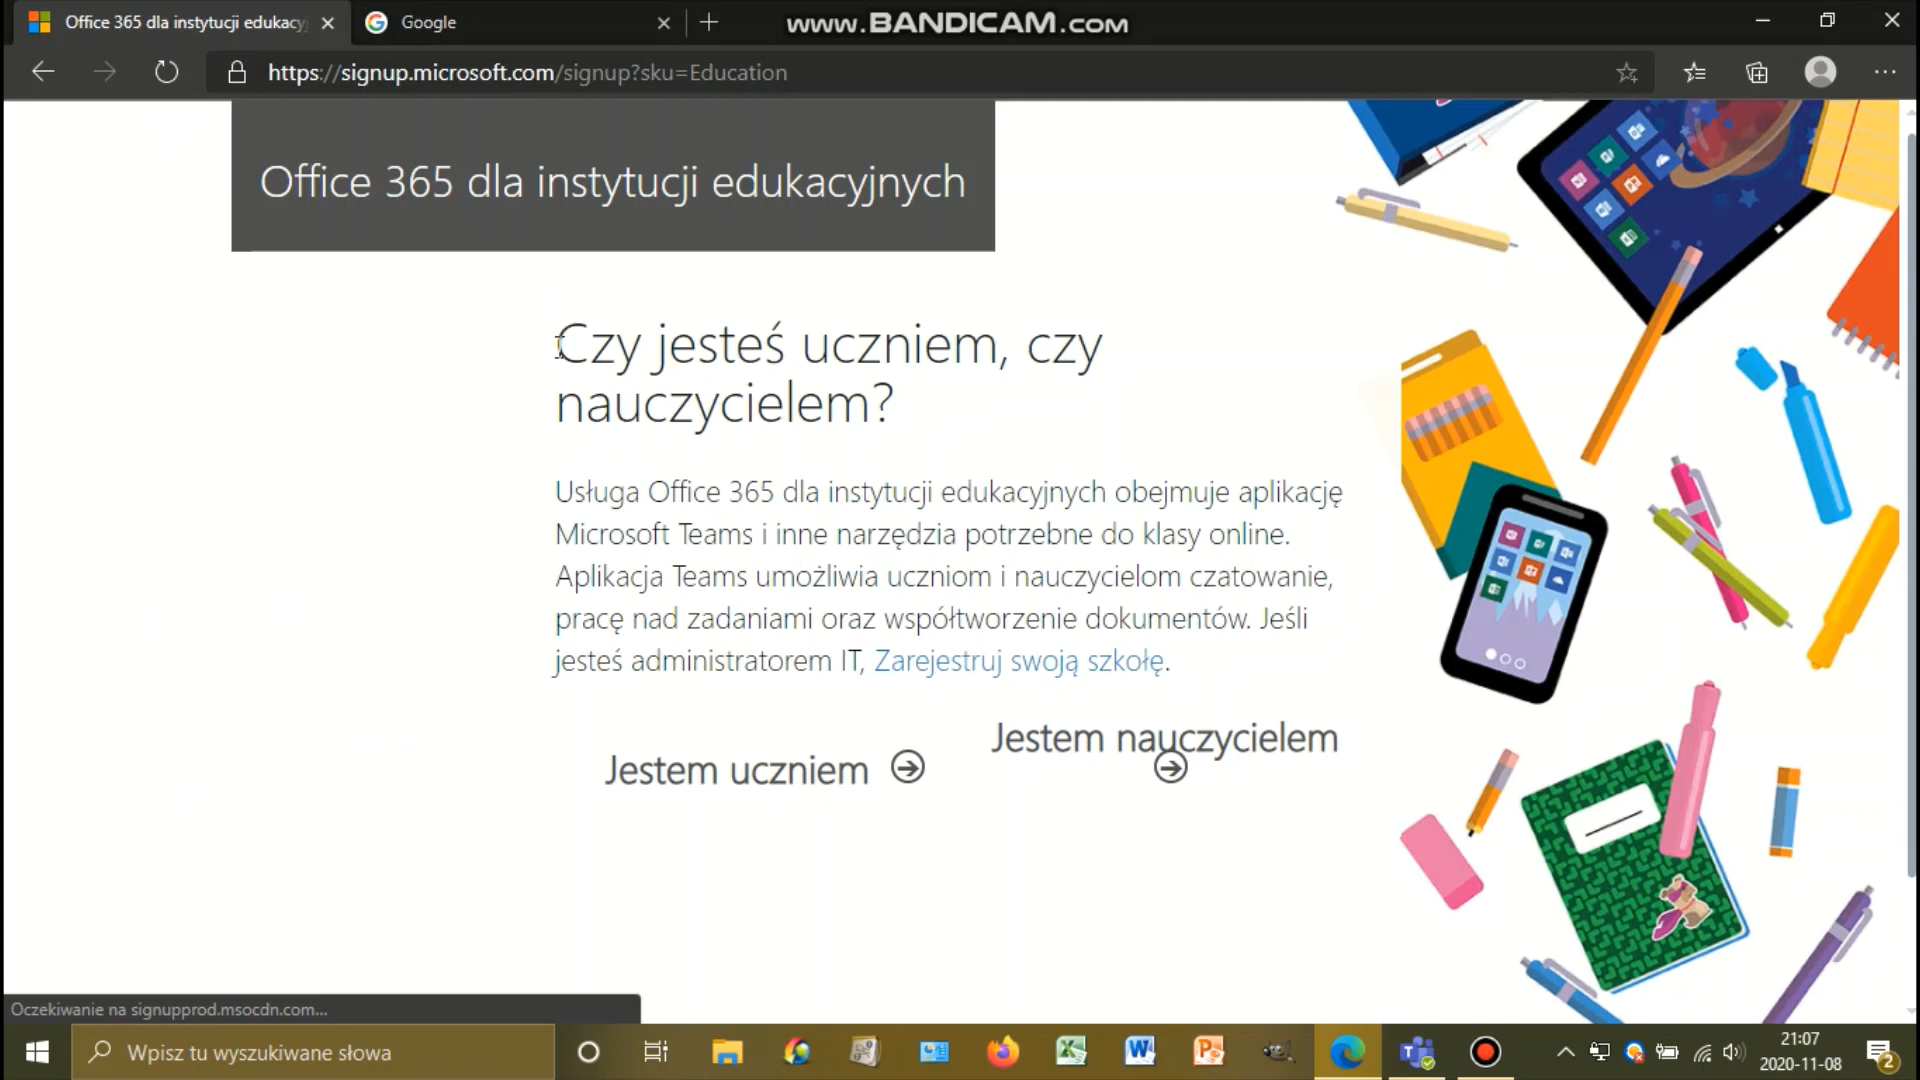 Office 365 dla instytucji edukacyj
Google
www.BANDICAM.com
https://signup.microsoft.com/signup?sku=Education
Office 365 dla instytucji edukacyjnych
Czy jesteś uczniem, czy
nauczycielem?
Usługa Office 365 dla instytucji edukacyjnych obejmuje aplikację
Microsoft Teams i inne narzędzia potrzebne do klasy online.
Aplikacja Teams umożliwia uczniom i nauczycielom czatowanie,
pracę nad zadaniami oraz współtworzenie dokumentów. Jeśli
jesteś administratorem IT, Zarejestruj swoją szkołę.
Jestem uczniem
Jestem nauczycielem
Oczekiwanie na signupprod.msocdn.com...
Wpisz tu wyszukiwane słowa
21:07
2020-11-08
2